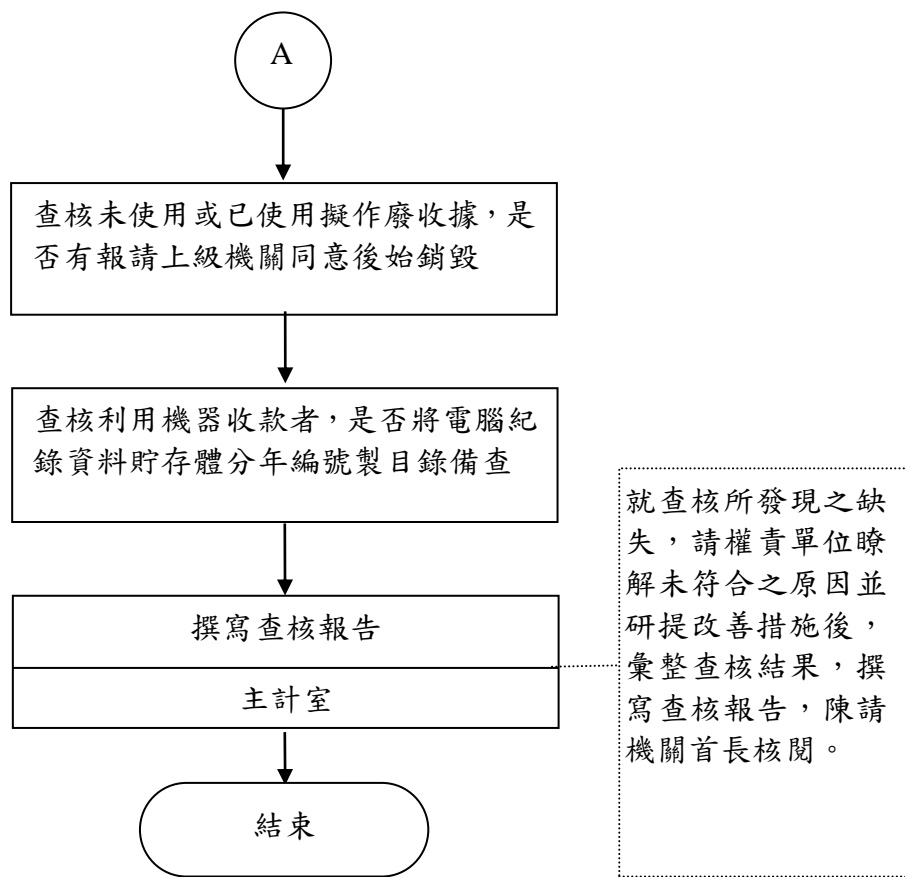 A
查核未使用或已使用擬作廢收據，是
否有報請上級機關同意後始銷毀
查核利用機器收款者，是否將電腦紀
錄資料貯存體分年編號製目錄備查
撰寫查核報告
主計室
就查核所發現之缺
失，請權責單位瞭
解未符合之原因並
研提改善措施後，
彙整查核結果，撰
寫查核報告，陳請
機關首長核閱。
結束